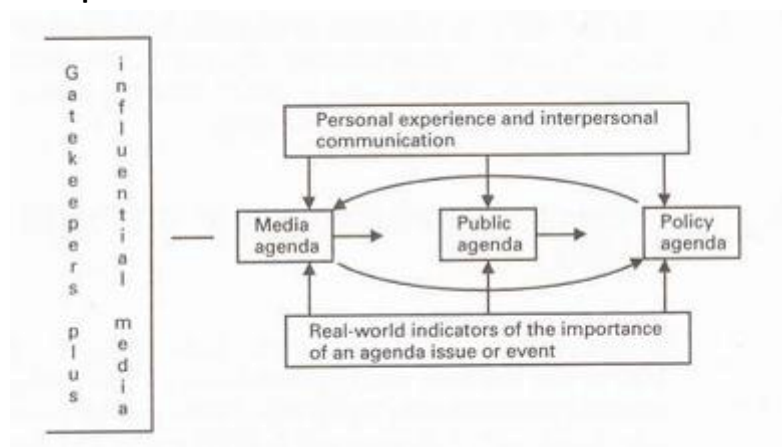 Gatekeepers plus
influential media
Personal experience and interpersonal
communication
Media
agenda
Public
agenda
Policy
agenda
Real-world indicators of the importance
of an agenda issue or event